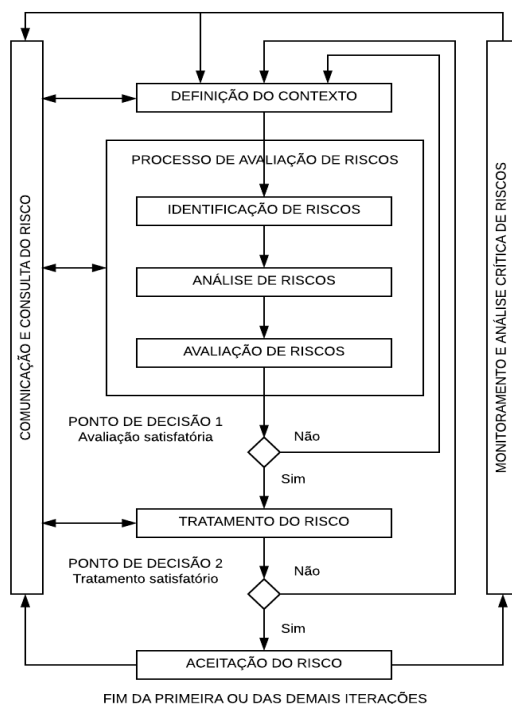 DEFINIÇÃO DO CONTEXTO
PROCESSO DE AVALIAÇÃO DE RISCOS
IDENTIFICAÇÃO DE RISCOS
ANÁLISE DE RISCOS
AVALIAÇÃO DE RISCOS
COMUNICAÇÃO E CONSULTA DO RISCO
MONITORAMENTO E ANÁLISE CRÍTICA DE RISCOS
PONTO DE DECISÃO 1
Avaliação satisfatória
Não
Sim
TRATAMENTO DO RISCO
PONTO DE DECISÃO 2
Tratamento satisfatório
Não
Sim
ACEITAÇÃO DO RISCO
FIM DA PRIMEIRA OU DAS DEMAIS ITERAÇÕES